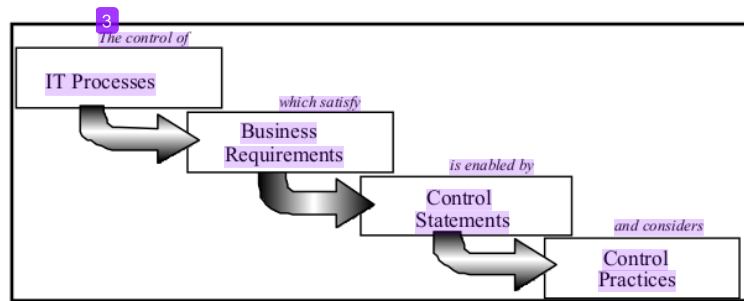 3
The control of
IT Processes
which satisfy
Business
Requirements
is enabled by
Control
Statements
and considers
Control
Practices